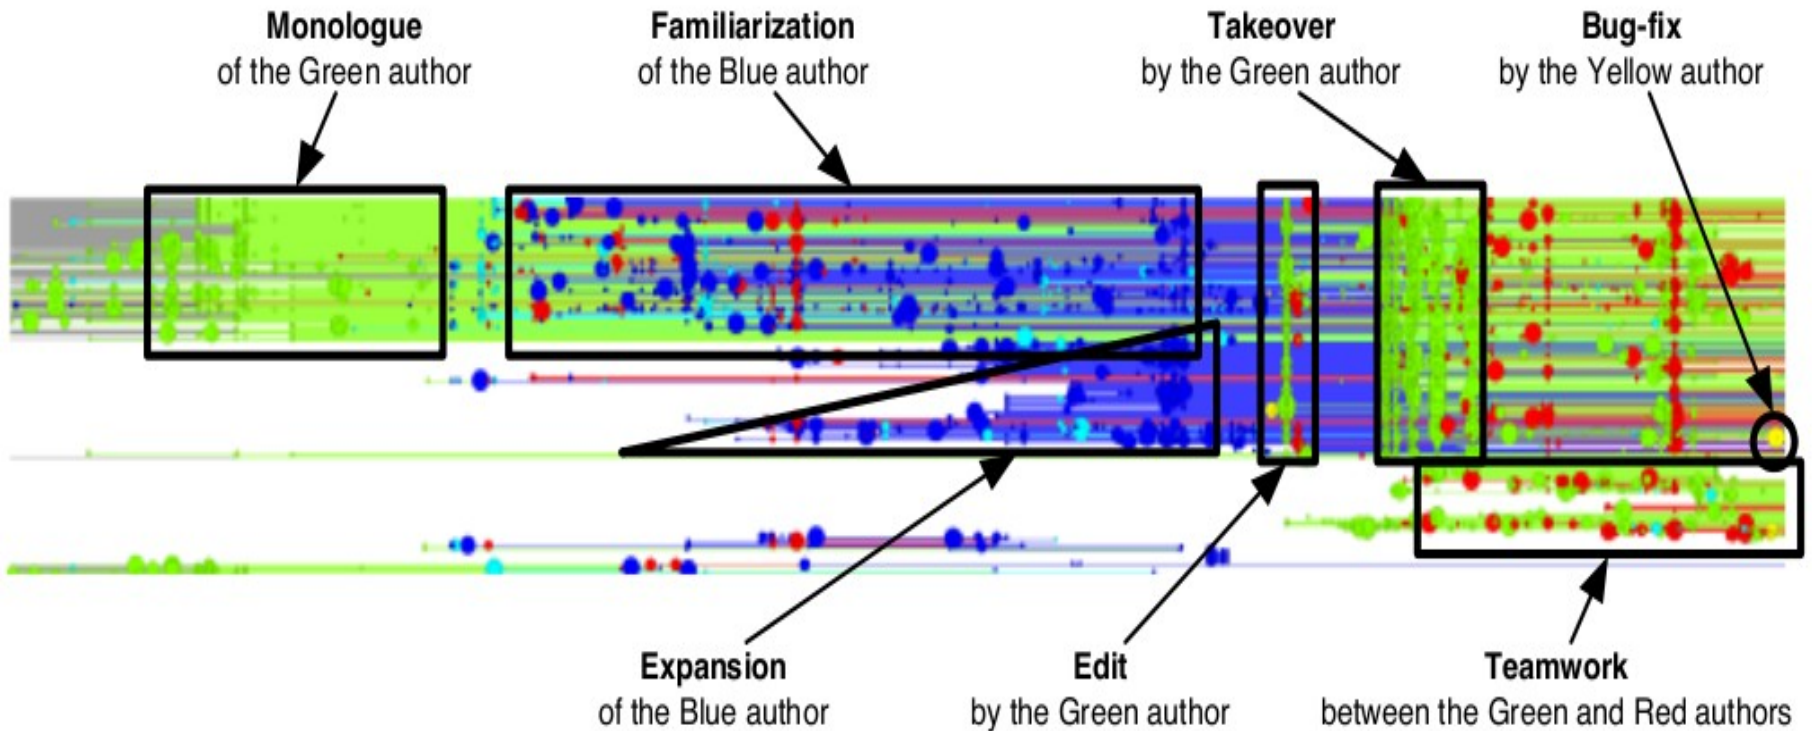 Monologue
of the Green author
Familiarization
of the Blue author
Takeover
by the Green author
Bug-fix
by the Yellow author
Expansion
of the Blue author
Edit
by the Green author
Teamwork
between the Green and Red authors